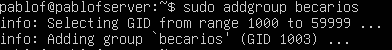 pablof@pablofserver:~$ sudo addgroup becarios
info: Selecting GID from range 1000 to 59999 ...
info: Adding group `becarios' (GID 1003) ...